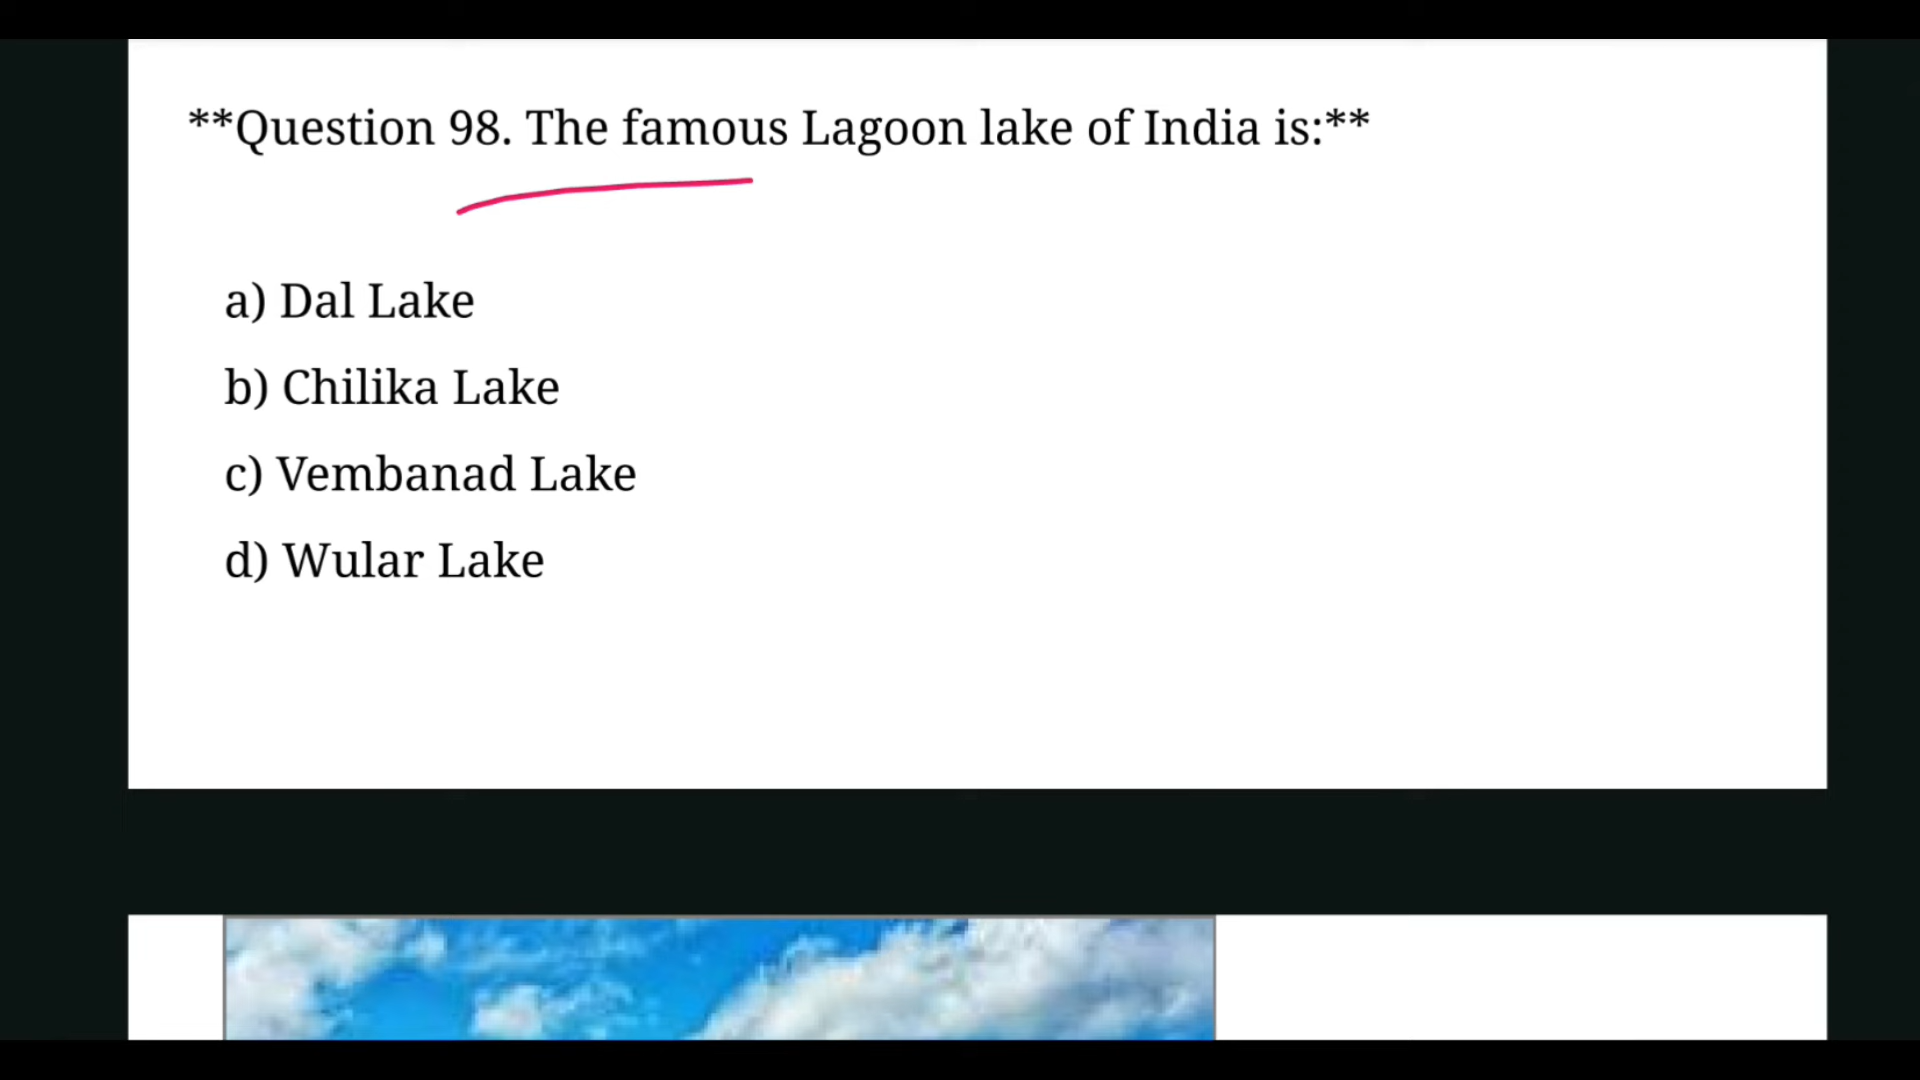 **Question 98. The famous Lagoon lake of India is:**
a) Dal Lake
b) Chilika Lake
c) Vembanad Lake
d) Wular Lake